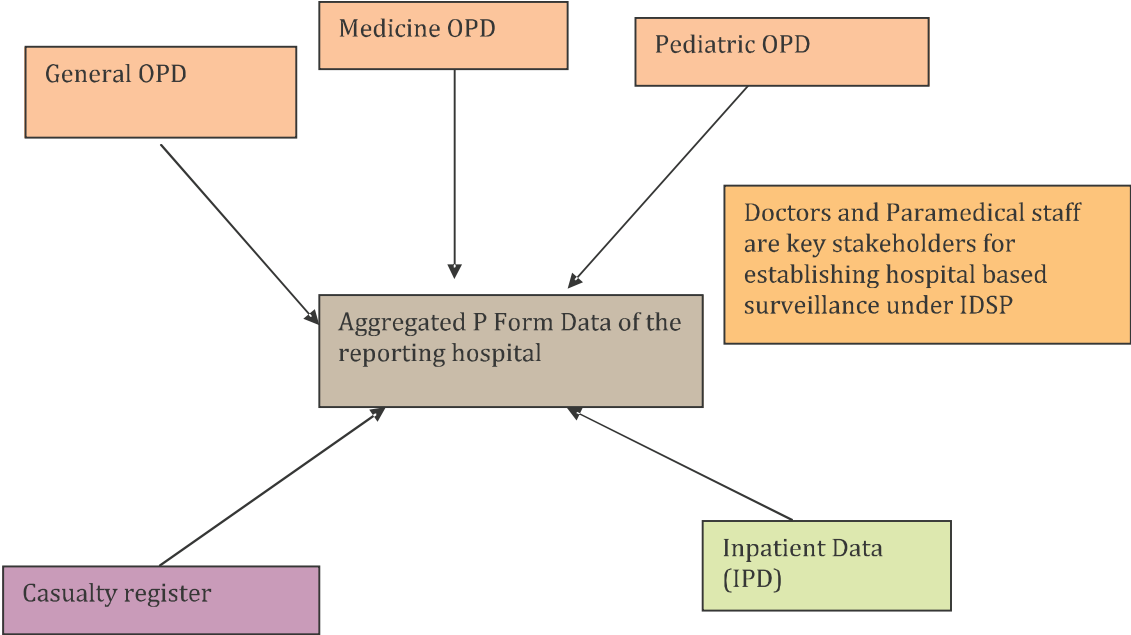 Medicine OPD
General OPD
Pediatric OPD
Doctors and Paramedical staff
are key stakeholders for
establishing hospital based
surveillance under IDSP
Aggregated P Form Data of the
reporting hospital
Inpatient Data
(IPD)
Casualty register